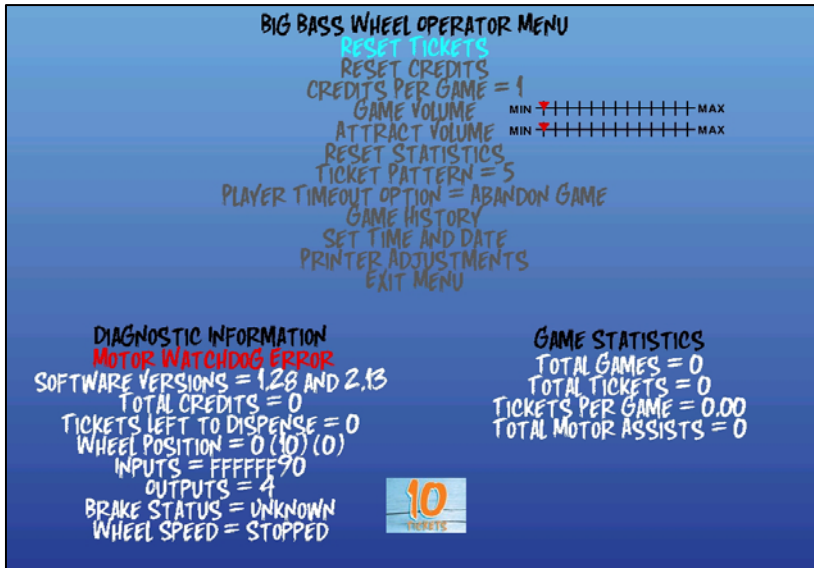 BIG BASS WHEEL OPERATOR MENU
RESET TICKETS
RESET CREDITS
CREDITS PER GAME = 1
GAME VOLUME MIN MAX
ATTRACT VOLUME MIN MAX
RESET STATISTICS
TICKET PATTERN = 5
PLAYER TIMEOUT OPTION = ABANDON GAME
GAME HISTORY
SET TIME AND DATE
PRINTER ADJUSTMENTS
EXIT MENU
DIAGNOSTIC INFORMATION
MOTOR WATCHDOG ERROR
SOFTWARE VERSIONS = 1.28 AND 2.13
TOTAL CREDITS = 0
TICKETS LEFT TO DISPENSE = 0
WHEEL POSITION = 0 (10) (0)
INPUTS = FFFFFF90
OUTPUTS = 4
BRAKE STATUS = UNKNOWN
WHEEL SPEED = STOPPED
10
TICKETS
GAME STATISTICS
TOTAL GAMES = 0
TOTAL TICKETS = 0
TICKETS PER GAME = 0.00
TOTAL MOTOR ASSISTS = 0